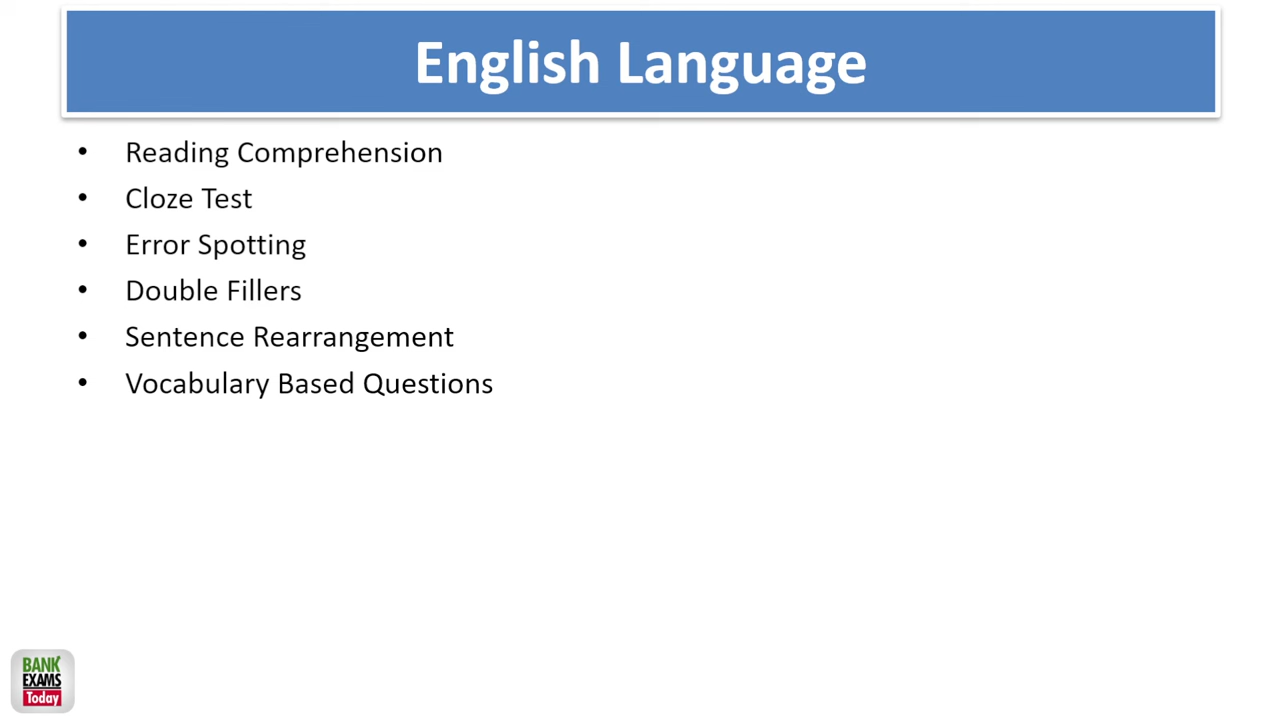 English Language
• Reading Comprehension
• Cloze Test
• Error Spotting
• Double Fillers
• Sentence Rearrangement
• Vocabulary Based Questions
BANK
EXAMS
Today